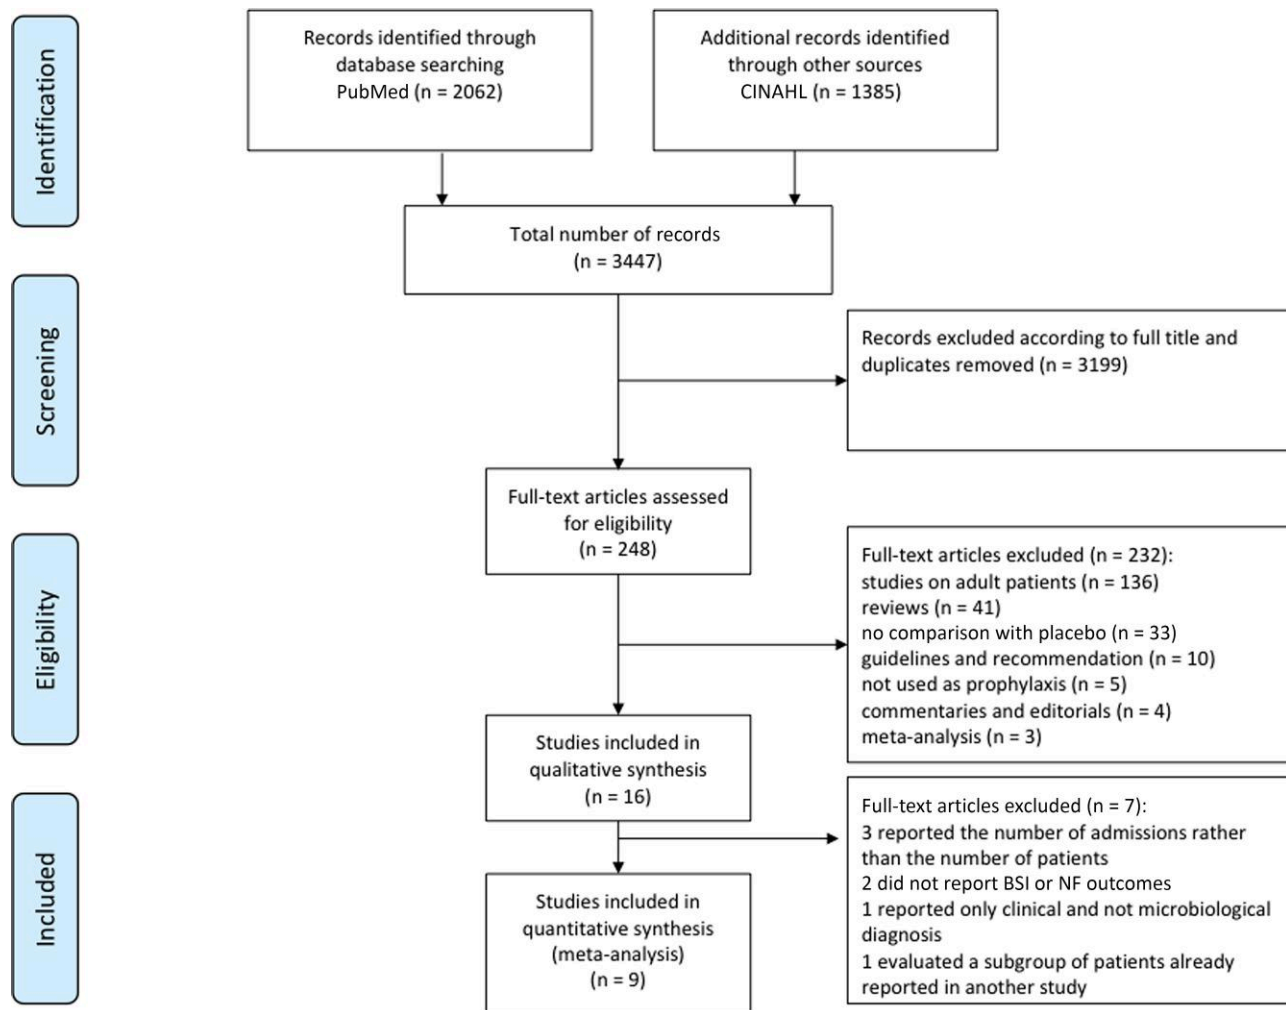 Identification
Records identified through
database searching
PubMed (n = 2062)
Additional records identified
through other sources
CINAHL (n = 1385)
Total number of records
(n = 3447)
Screening
Records excluded according to full title and
duplicates removed (n = 3199)
Full-text articles assessed
for eligibility
(n = 248)
Eligibility
Full-text articles excluded (n = 232):
studies on adult patients (n = 136)
reviews (n = 41)
no comparison with placebo (n = 33)
guidelines and recommendation (n = 10)
not used as prophylaxis (n = 5)
commentaries and editorials (n = 4)
meta-analysis (n = 3)
Studies included in
qualitative synthesis
(n = 16)
Included
Full-text articles excluded (n = 7):
3 reported the number of admissions rather
than the number of patients
2 did not report BSI or NF outcomes
1 reported only clinical and not microbiological
diagnosis
1 evaluated a subgroup of patients already
reported in another study
Studies included in
quantitative synthesis
(meta-analysis)
(n = 9)